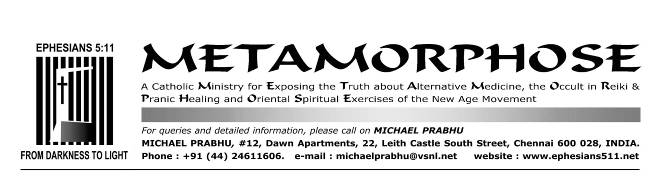 EPHESIANS 5:11
FROM DARKNESS TO LIGHT
METAMORPHOSE
A Catholic Ministry for Exposing the Truth about Alternative Medicine, the Occult in Reiki &
Pranic Healing and Oriental Spiritual Exercises of the New Age Movement
For queries and detailed information, please call on MICHAEL PRABHU
MICHAEL PRABHU, #12, Dawn Apartments, 22, Leith Castle South Street, Chennai 600 028, INDIA.
Phone : +91 (44) 24611606. e-mail : michaelprabhu@vsnl.net website : www.ephesians511.net